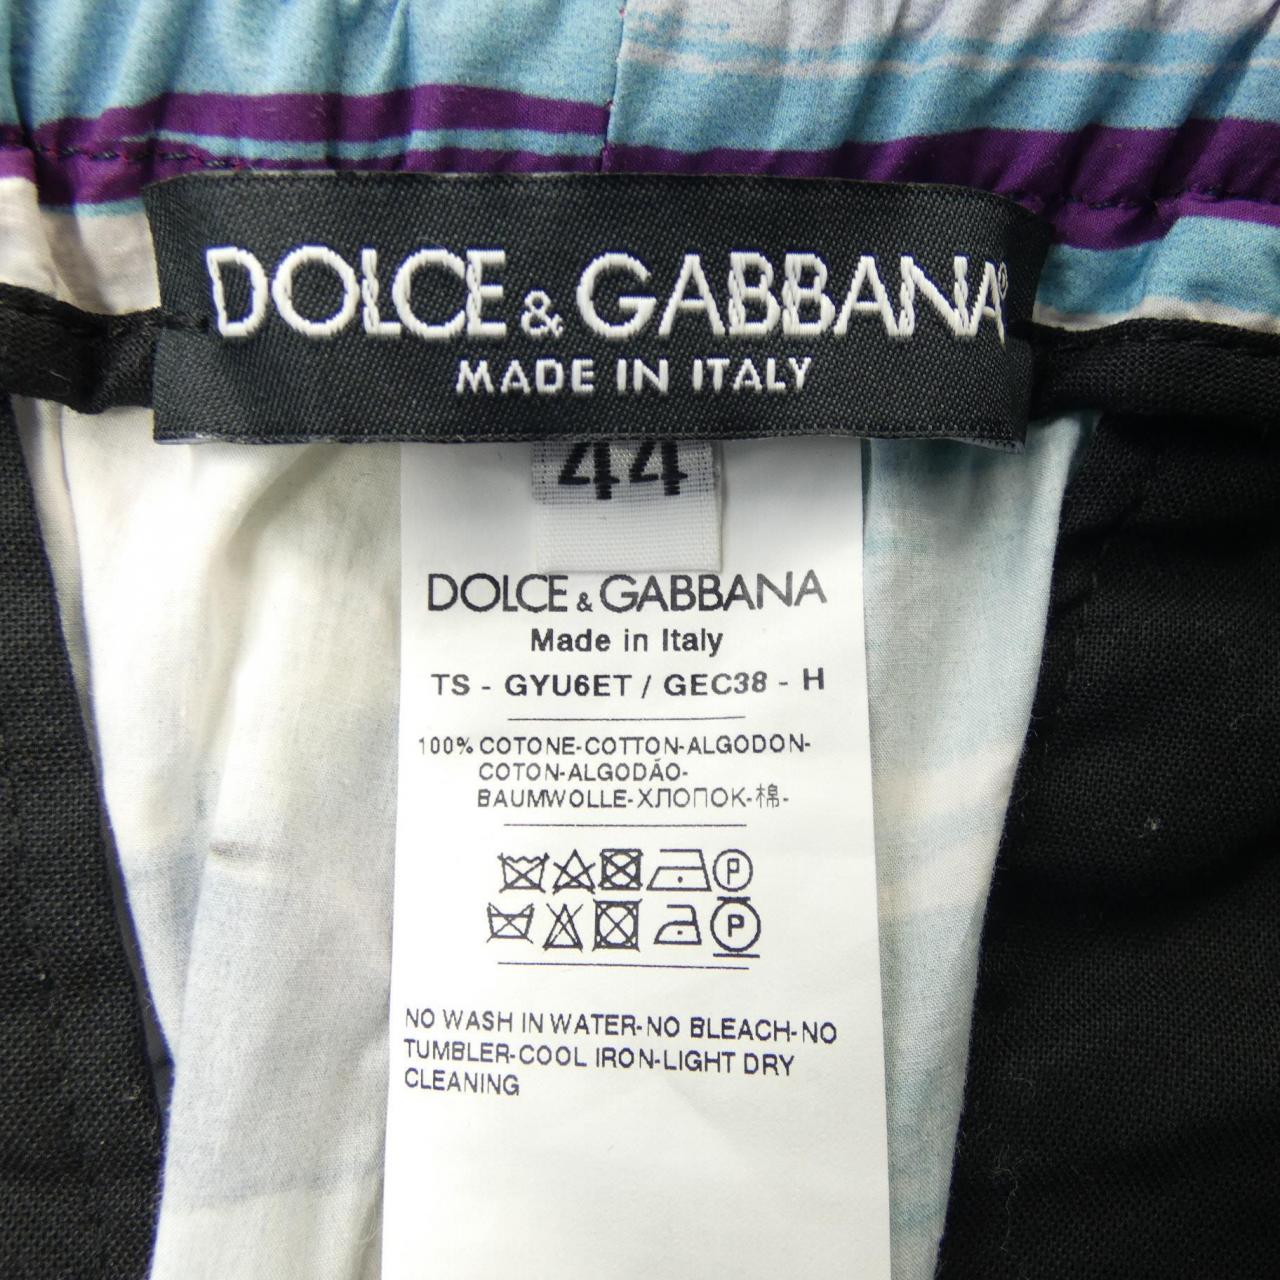 DOLCE & GABBANA®
MADE IN ITALY
44
DOLCE & GABBANA
Made in Italy
TS - GYU6ET / GEC38 - H
100% COTONE-COTTON-ALGODON-
COTON-ALGODÃO-
BAUMWOLLE-ХЛОПОК-棉-
P
P
NO WASH IN WATER-NO BLEACH-NO
TUMBLER-COOL IRON-LIGHT DRY
CLEANING